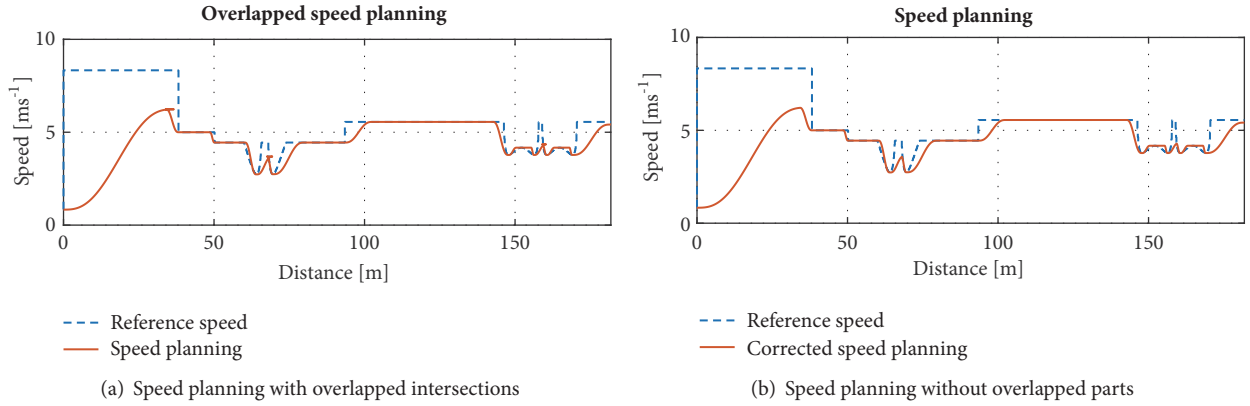 Overlapped speed planning
10
5
0
Speed [ms-1]
0
50
100
150
Distance [m]
Reference speed
Speed planning
(a) Speed planning with overlapped intersections
Speed planning
10
5
0
Speed [ms-1]
0
50
100
150
Distance [m]
Reference speed
Corrected speed planning
(b) Speed planning without overlapped parts